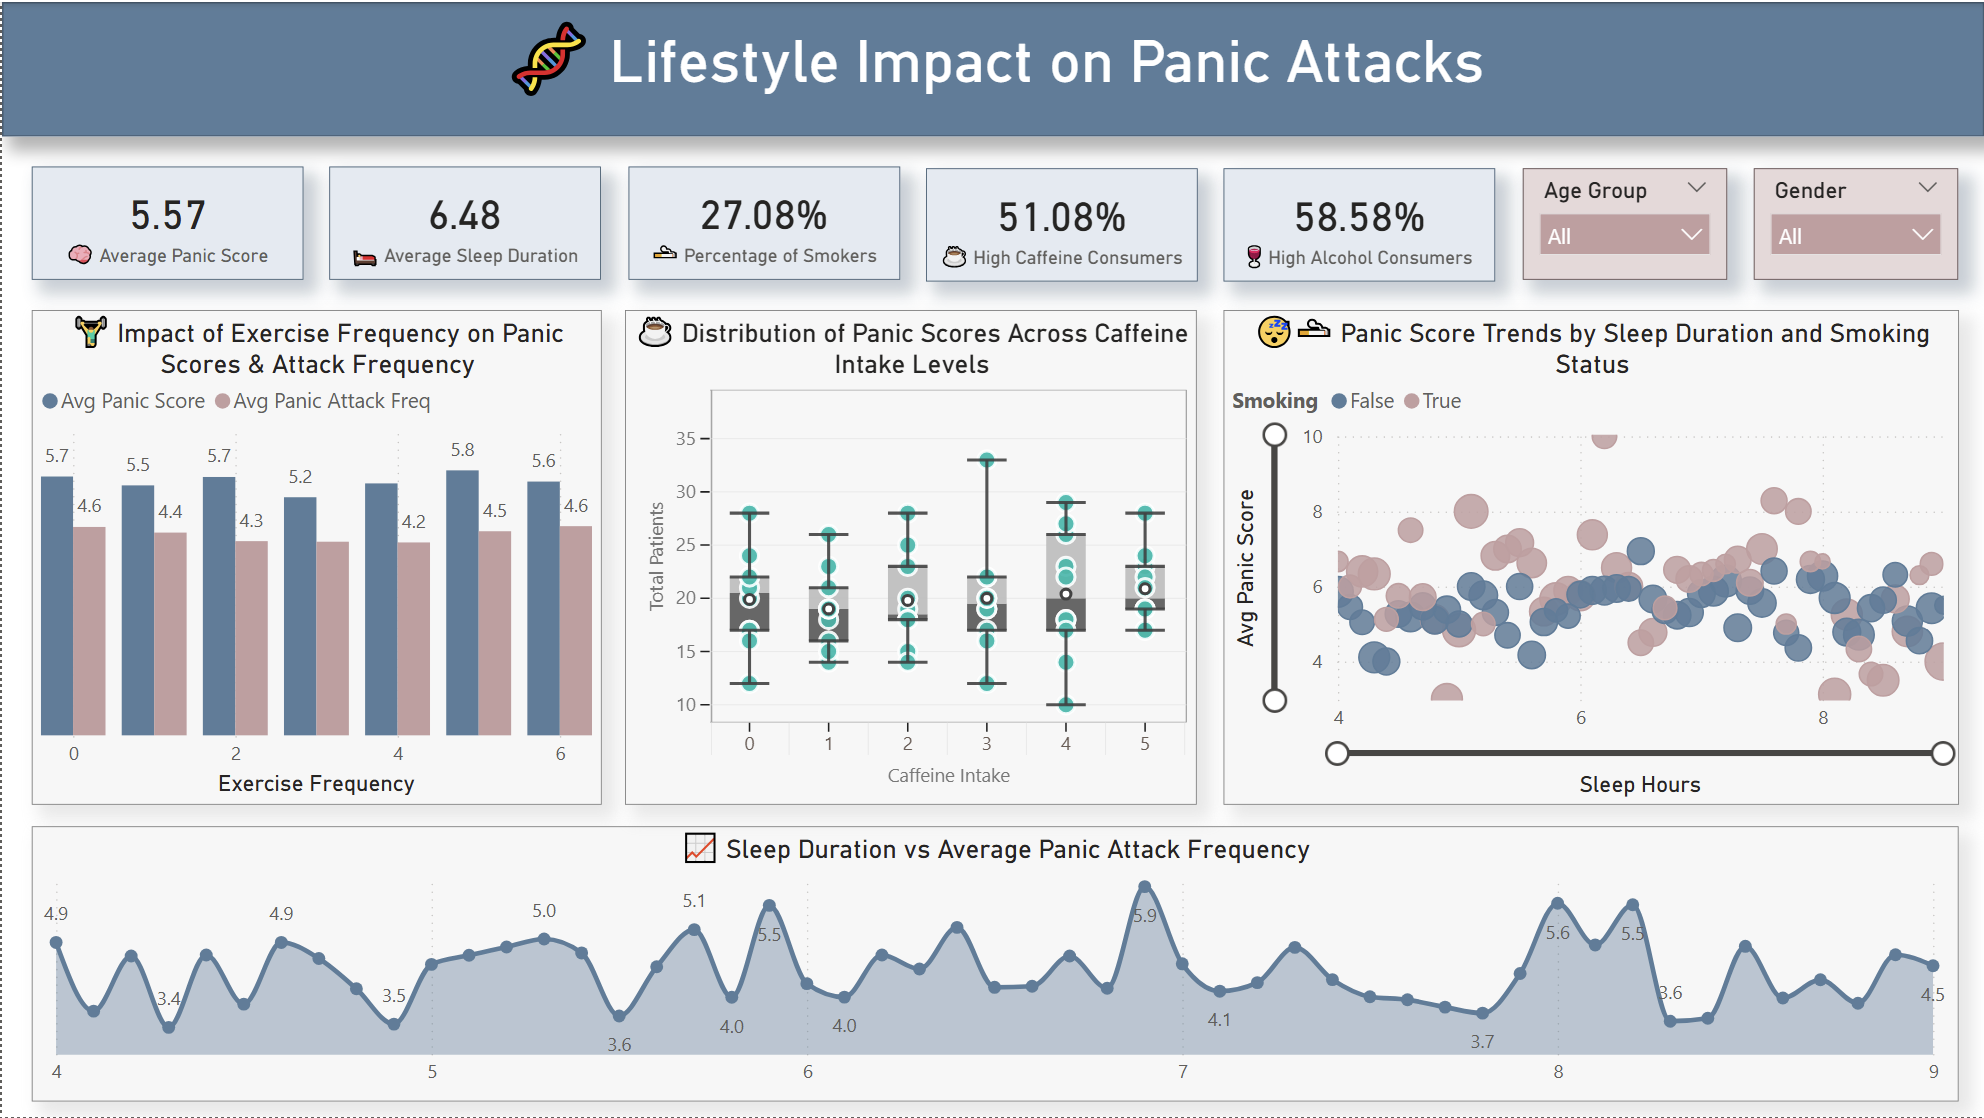 Lifestyle Impact on Panic Attacks
5.57
Average Panic Score
6.48
Average Sleep Duration
27.08%
Percentage of Smokers
51.08%
High Caffeine Consumers
58.58%
High Alcohol Consumers
Age Group
All
Gender
All
Impact of Exercise Frequency on Panic
Scores & Attack Frequency
Avg Panic Score Avg Panic Attack Freq
5.7 4.6 5.5 4.4 5.7 4.3 5.2 4.2 5.8 4.5 5.6 4.6
0 2 4 6
Exercise Frequency
Distribution of Panic Scores Across Caffeine
Intake Levels
Total Patients
35
30
25
20
15
10
0 1 2 3 4 5
Caffeine Intake
zzz
Panic Score Trends by Sleep Duration and Smoking
Status
Smoking False True
Avg Panic Score
10
8
6
4
4 6 8
Sleep Hours
Sleep Duration vs Average Panic Attack Frequency
4.9 3.4 4.9 3.5 5.0 3.6 5.1 4.0 5.5 4.0 5.9 4.1 3.7 5.6 5.5 3.6 4.5
4 5 6 7 8 9